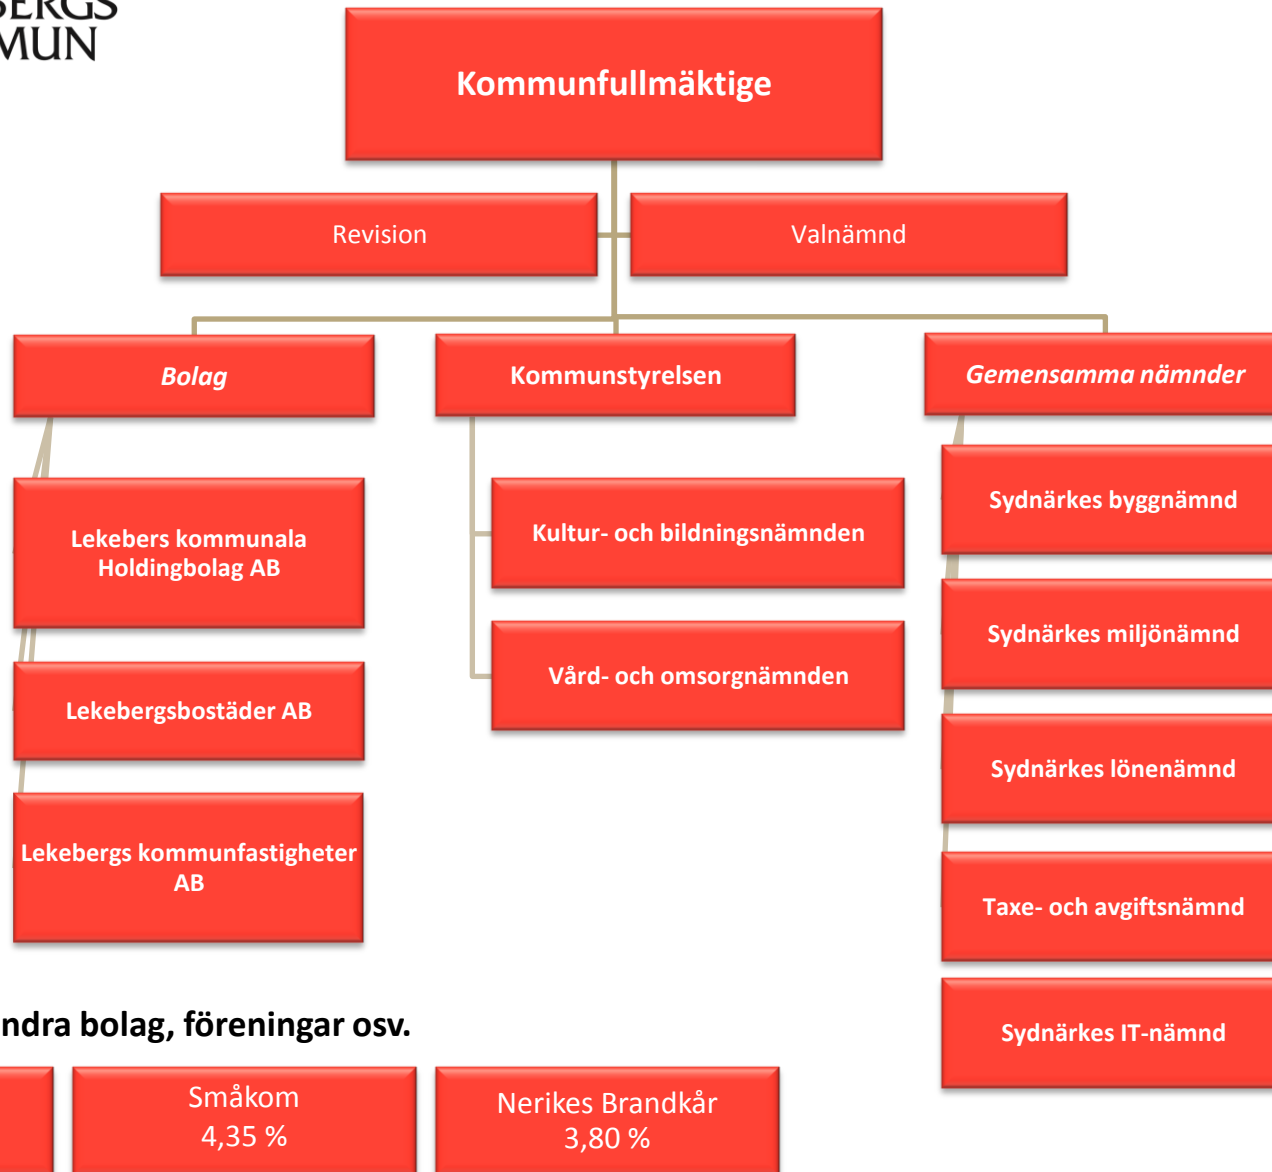 BERGS
MUN
Kommunfullmäktige
Revision
Valnämnd
Bolag
Kommunstyrelsen
Gemensamma nämnder
Lekebers kommunala
Holdingbolag AB
Lekebergsbostäder AB
Lekebergs kommunfastigheter
AB
Kultur- och bildningsnämnden
Vård- och omsorgnämnden
Sydnärkes byggnämnd
Sydnärkes miljönämnd
Sydnärkes lönenämnd
Taxe- och avgiftsnämnd
Sydnärkes IT-nämnd
ndra bolag, föreningar osv.
Småkom
4,35 %
Nerikes Brandkår
3,80 %